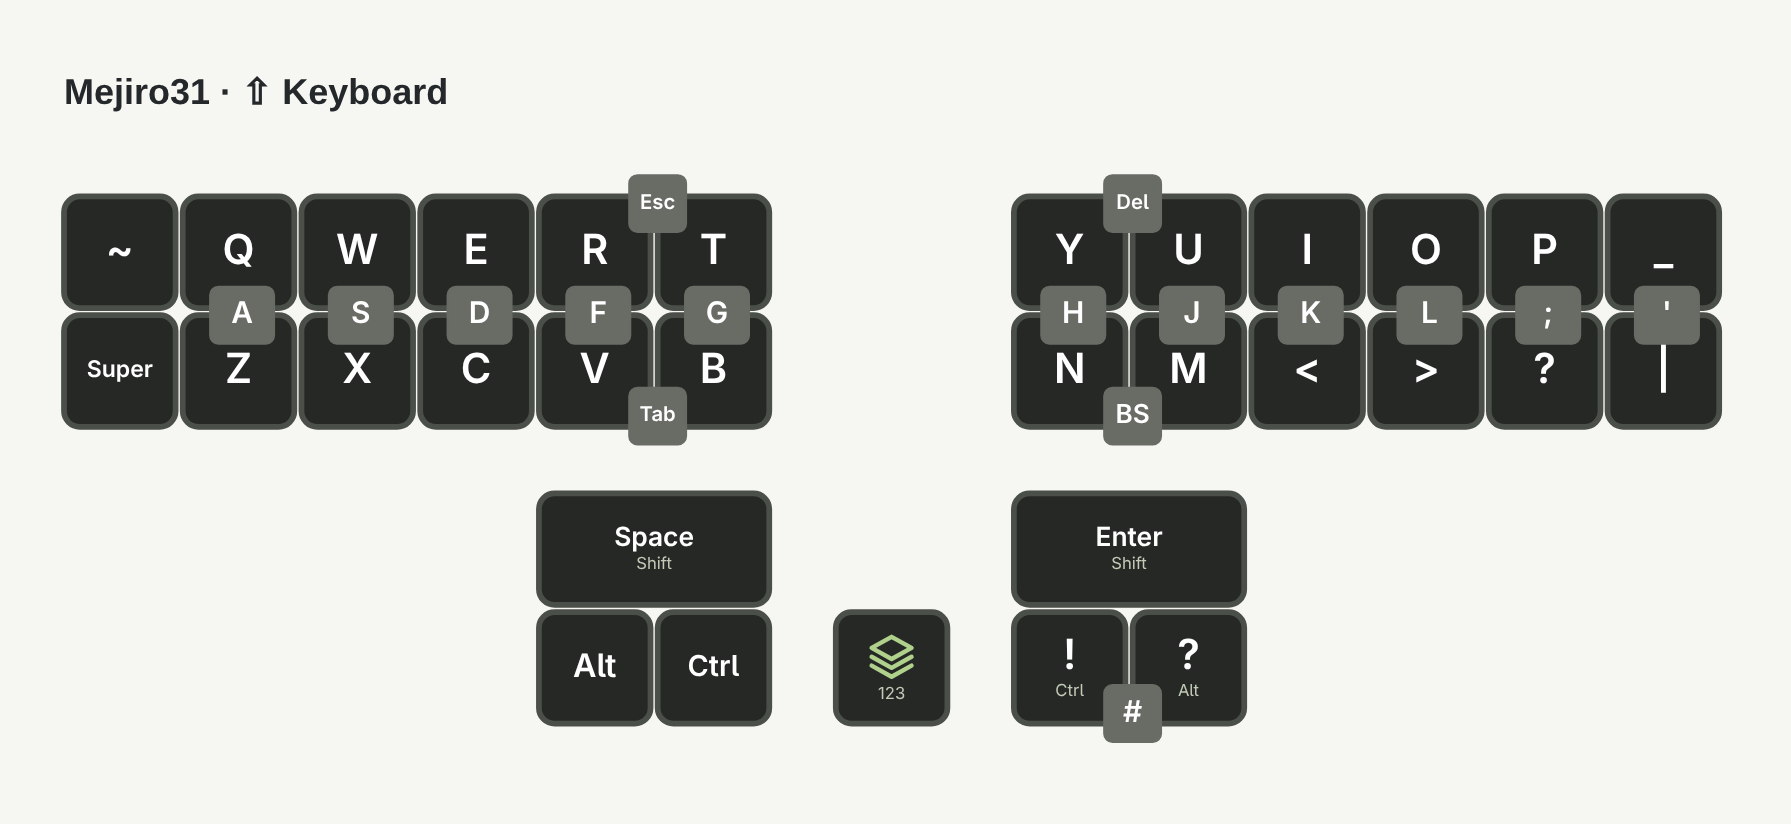 Mejiro31 · ⇧ Keyboard
Esc Del
~ Q W E R T Y U I O P _
A S D F G H J K L ; '
Super Z X C V B N M < > ? |
Tab BS
Space Enter
Shift Shift
Alt Ctrl ! ?
123 Ctrl Alt
#